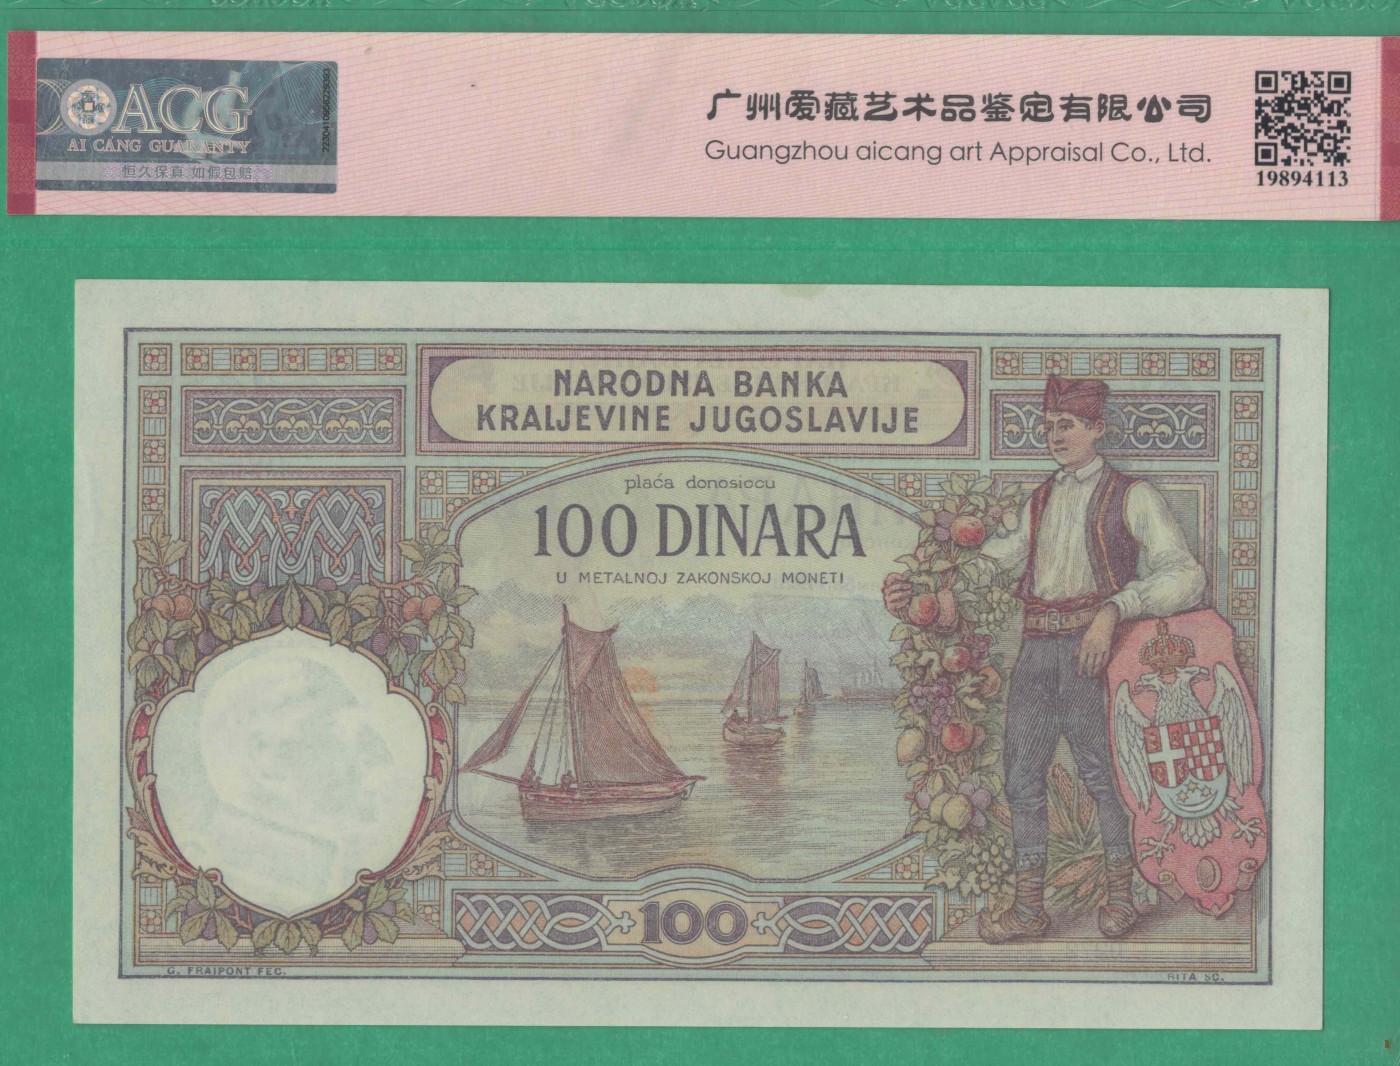 ACG
AI CANG GUARANTY
恒久保真 如假包赔
广州爱藏艺术品鉴定有限公司
Guangzhou aicang art Appraisal Co., Ltd.
19894113
NARODNA BANKA
KRALJEVINE JUGOSLAVIJE
plaća donosiocu
100 DINARA
U METALNOJ ZAKONSKOJ MONETI
100
G. FRAIPONT FEC.
RITA SC.